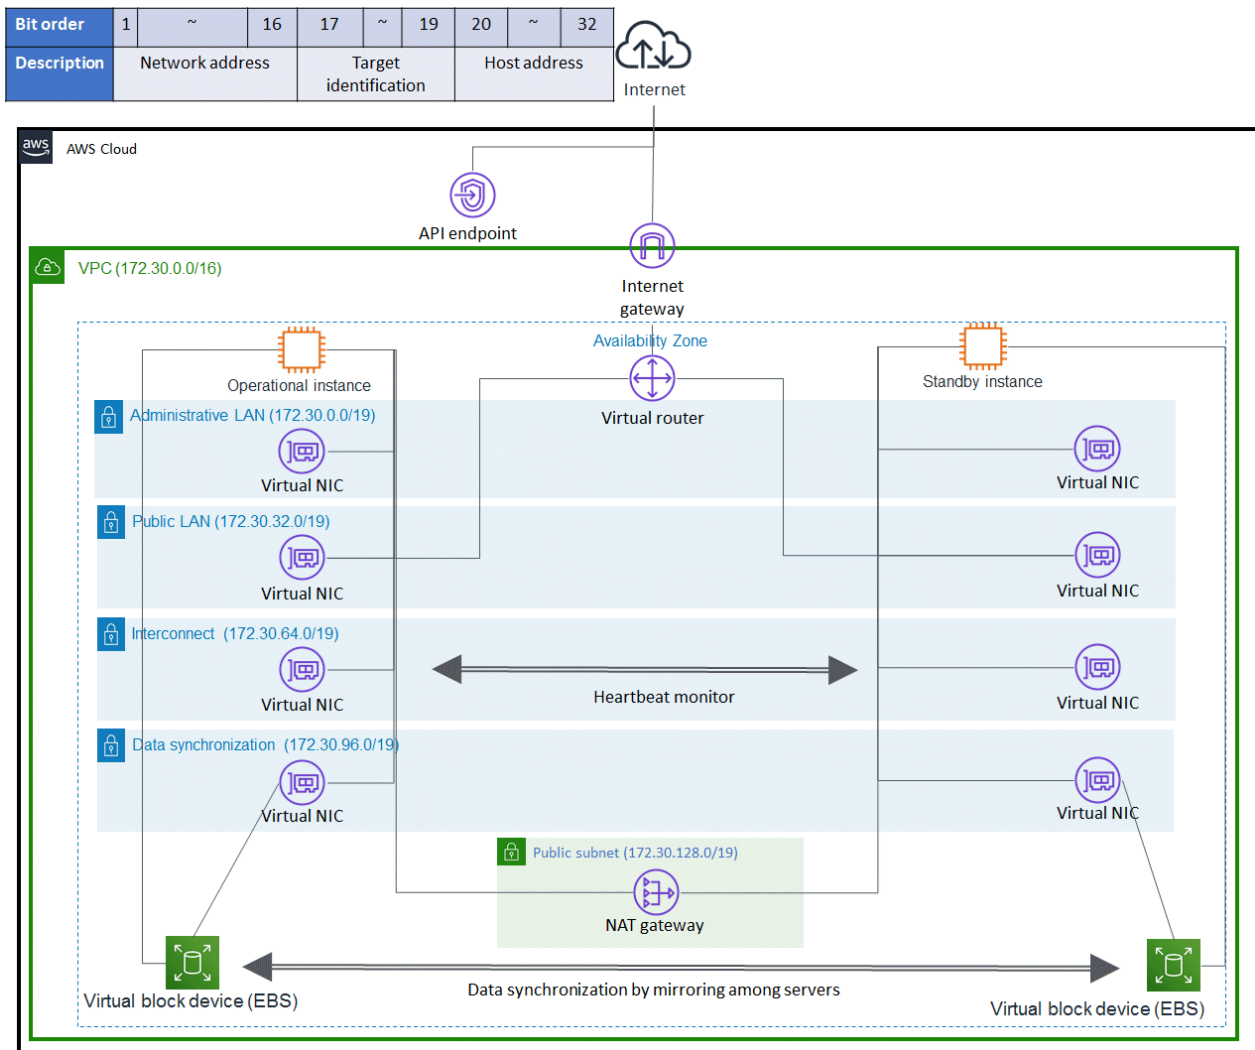 Bit order 1 ~ 16 17 ~ 19 20 ~ 32
Description Network address Target identification Host address
Internet
aws
AWS Cloud
API endpoint
VPC (172.30.0.0/16)
Internet
gateway
Availability Zone
Operational instance
Standby instance
Virtual router
Administrative LAN (172.30.0.0/19)
Virtual NIC
Virtual NIC
Public LAN (172.30.32.0/19)
Virtual NIC
Virtual NIC
Interconnect (172.30.64.0/19)
Heartbeat monitor
Virtual NIC
Virtual NIC
Data synchronization (172.30.96.0/19)
Virtual NIC
Virtual NIC
Public subnet (172.30.128.0/19)
NAT gateway
Data synchronization by mirroring among servers
Virtual block device (EBS)
Virtual block device (EBS)